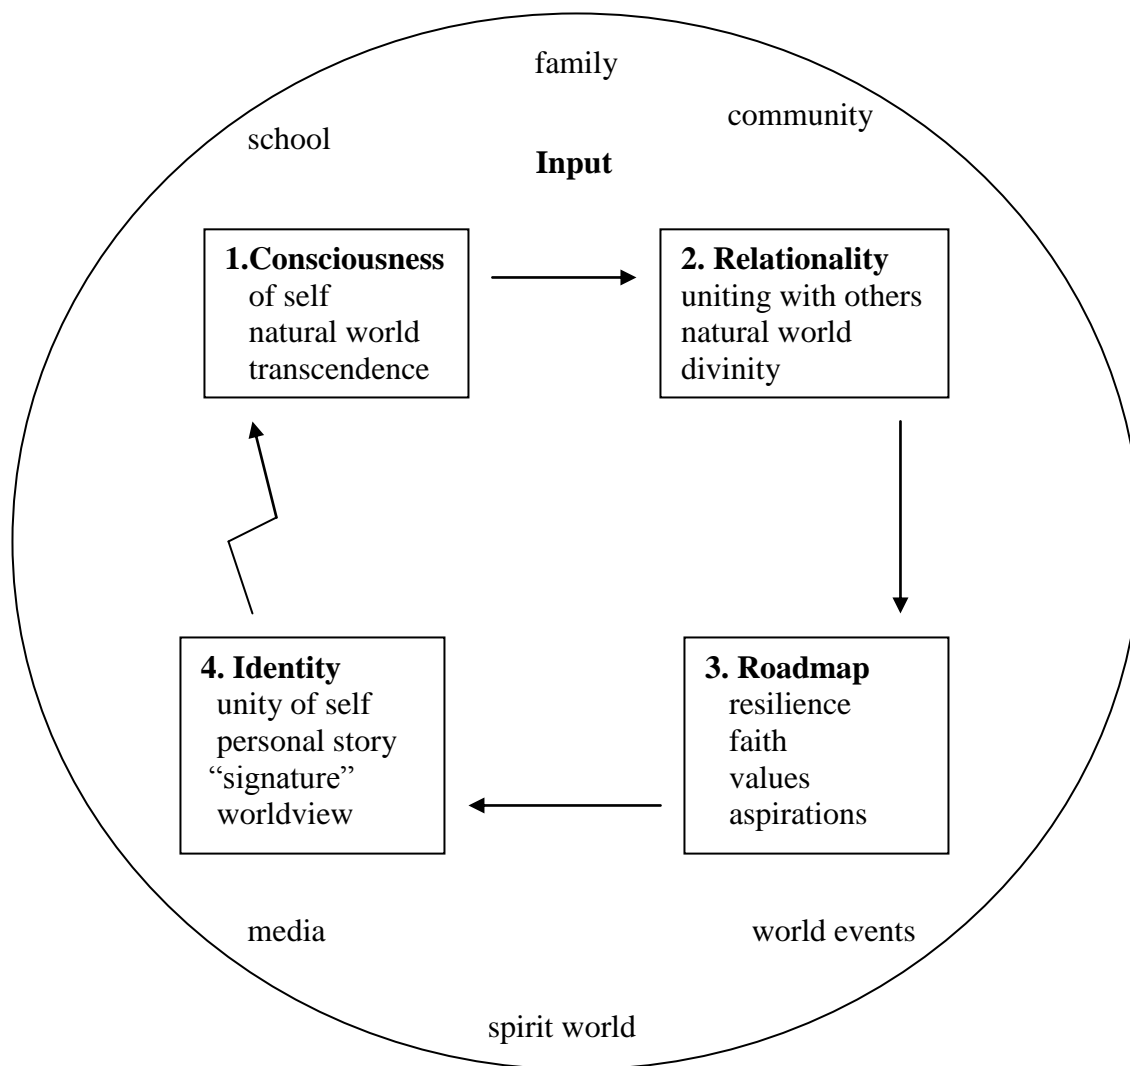 family
community
school
Input
1.Consciousness
of self
natural world
transcendence
2. Relationality
uniting with others
natural world
divinity
4. Identity
unity of self
personal story
“signature”
worldview
3. Roadmap
resilience
faith
values
aspirations
media
world events
spirit world